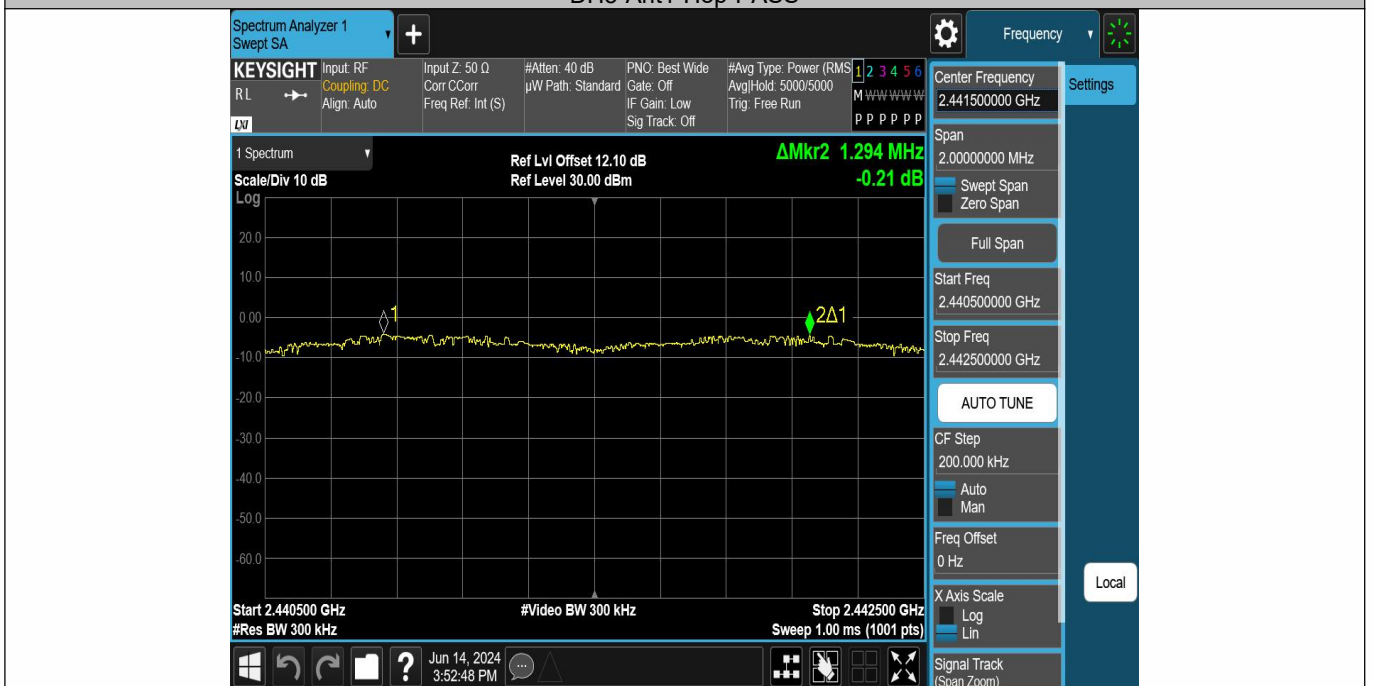 Spectrum Analyzer 1
Swept SA
+
Frequency
KEYSIGHT
RL
LXI
Input: RF
Coupling: DC
Align: Auto
Input Z: 50 Ω
Corr CCorr
Freq Ref: Int (S)
#Atten: 40 dB
µW Path: Standard
PNO: Best Wide
Gate: Off
IF Gain: Low
Sig Track: Off
#Avg Type: Power (RMS
Avg|Hold: 5000/5000
Trig: Free Run
1 2 3 4 5 6
M W W W W W
P P P P P P
1 Spectrum
Scale/Div 10 dB
Ref Lvl Offset 12.10 dB
Ref Level 30.00 dBm
ΔMkr2 1.294 MHz
-0.21 dB
Log
20.0
10.0
0.00
-10.0
-20.0
-30.0
-40.0
-50.0
-60.0
1
2Δ1
Start 2.440500 GHz
#Res BW 300 kHz
#Video BW 300 kHz
Stop 2.442500 GHz
Sweep 1.00 ms (1001 pts)
?
Jun 14, 2024
3:52:48 PM
Center Frequency
2.441500000 GHz
Settings
Span
2.00000000 MHz
Swept Span
Zero Span
Full Span
Start Freq
2.440500000 GHz
Stop Freq
2.442500000 GHz
AUTO TUNE
CF Step
200.000 kHz
Auto
Man
Freq Offset
0 Hz
Local
X Axis Scale
Log
Lin
Signal Track
(Span Zoom)